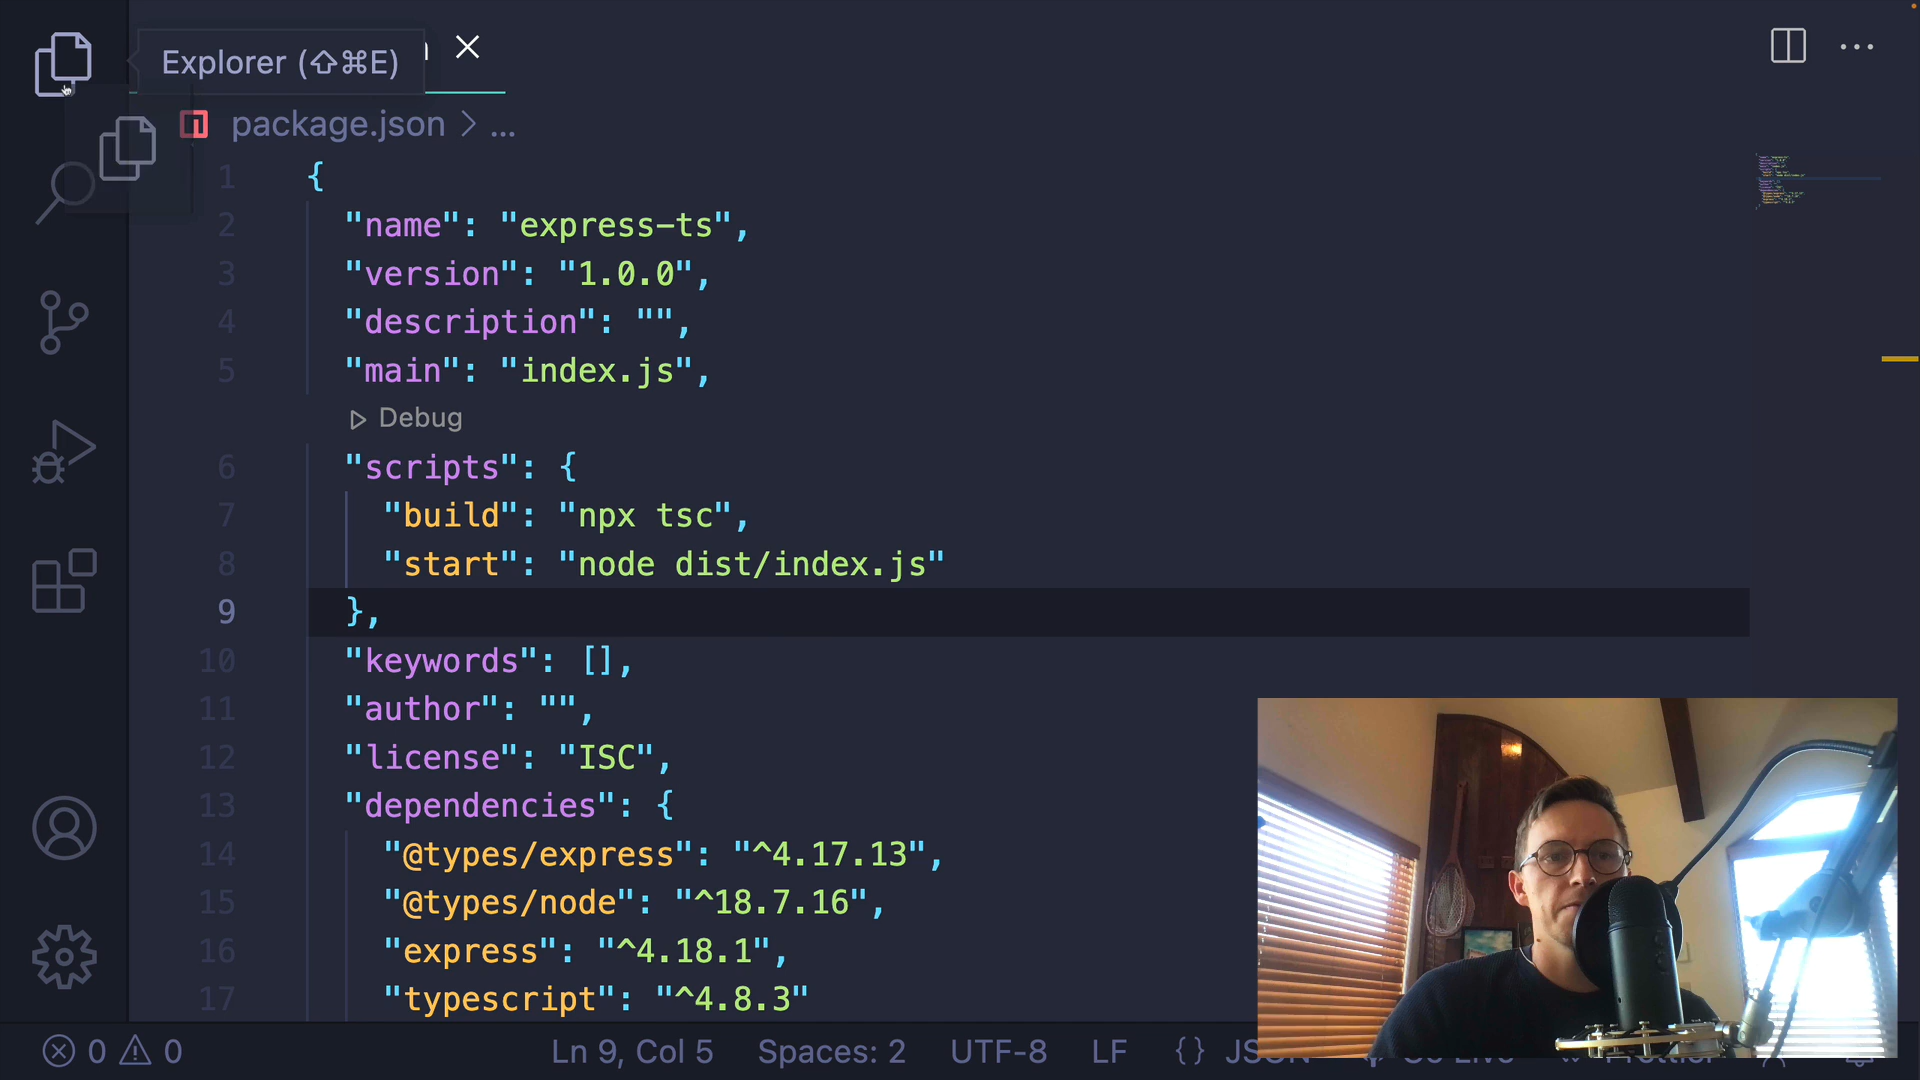 Explorer (⇧⌘E)
package.json > ...
1 {
2 "name": "express-ts",
3 "version": "1.0.0",
4 "description": "",
5 "main": "index.js",
Debug
6 "scripts": {
7 "build": "npx tsc",
8 "start": "node dist/index.js"
9 },
10 "keywords": [],
11 "author": "",
12 "license": "ISC",
13 "dependencies": {
14 "@types/express": "^4.17.13",
15 "@types/node": "^18.7.16",
16 "express": "^4.18.1",
17 "typescript": "^4.8.3"
0 0 Ln 9, Col 5 Spaces: 2 UTF-8 LF {} JSON